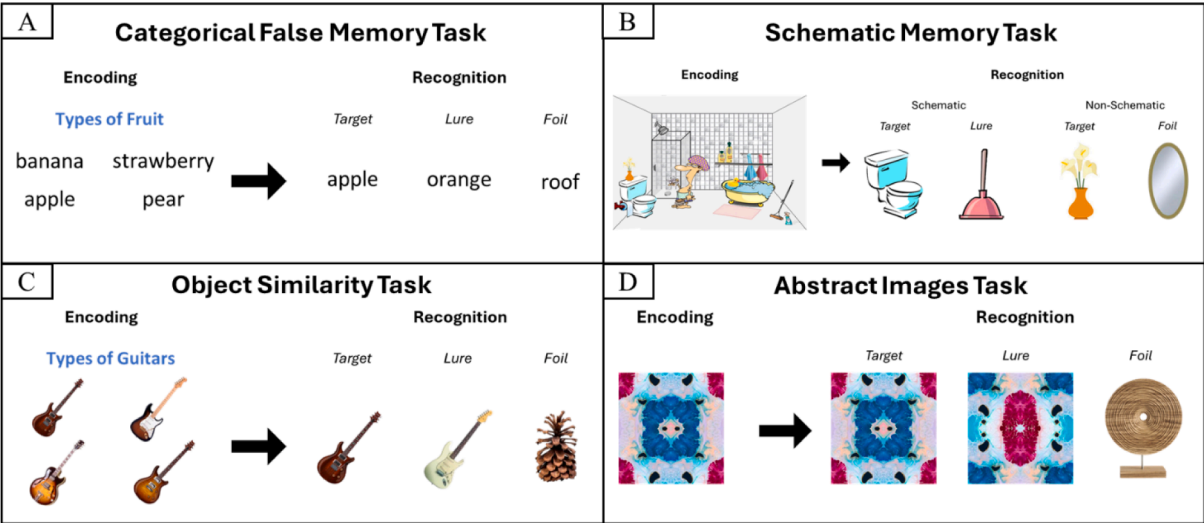 A
Categorical False Memory Task
Encoding
Recognition
Types of Fruit
Target Lure Foil
banana strawberry
apple pear
apple orange roof
B
Schematic Memory Task
Encoding
Recognition
Schematic Non-Schematic
Target Lure Target Foil
C
Object Similarity Task
Encoding Recognition
Types of Guitars
Target Lure Foil
D
Abstract Images Task
Encoding Recognition
Target Lure Foil